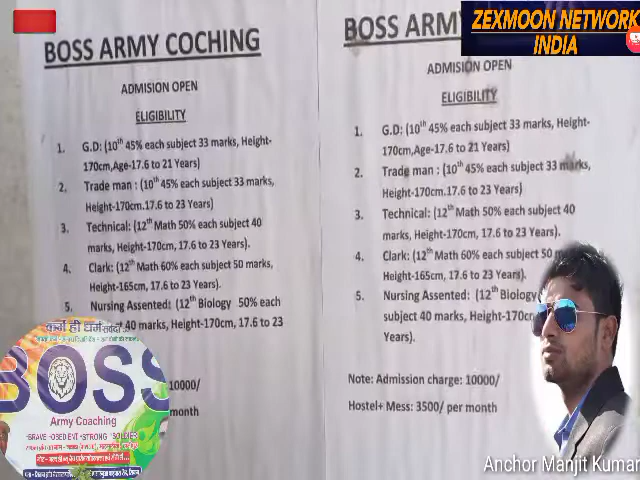 BOSS ARMY COCHING
ADMISION OPEN
ELIGIBILITY
1. G.D: (10th 45% each subject 33 marks, Height-
170cm,Age-17.6 to 21 Years)
2. Trade man : (10th 45% each subject 33 marks,
Height-170cm.17.6 to 23 Years)
3. Technical: (12th Math 50% each subject 40
marks, Height-170cm, 17.6 to 23 Years).
4. Clark: (12th Math 60% each subject 50 marks,
Height-165cm, 17.6 to 23 Years).
5. Nursing Assented: (12th Biology 50% each
40 marks, Height-170cm, 17.6 to 23
10000/
month
BOSS ARMY
ADMISION OPEN
ELIGIBILITY
1. G.D: (10th 45% each subject 33 marks, Height-
170cm,Age-17.6 to 21 Years)
2. Trade man : (10th 45% each subject 33 marks,
Height-170cm.17.6 to 23 Years)
3. Technical: (12th Math 50% each subject 40
marks, Height-170cm, 17.6 to 23 Years).
4. Clark: (12th Math 60% each subject 50
Height-165cm, 17.6 to 23 Years).
5. Nursing Assented: (12th Biology
subject 40 marks, Height-170cm,
Years).
Note: Admission charge: 10000/
Hostel+ Mess: 3500/ per month
ZEXMOON NETWORK
INDIA
कर्म ही धर्म
BOSS
Army Coaching
BRAVE OBEDIENT STRONG SOLDIER
Anchor Manjit Kumar